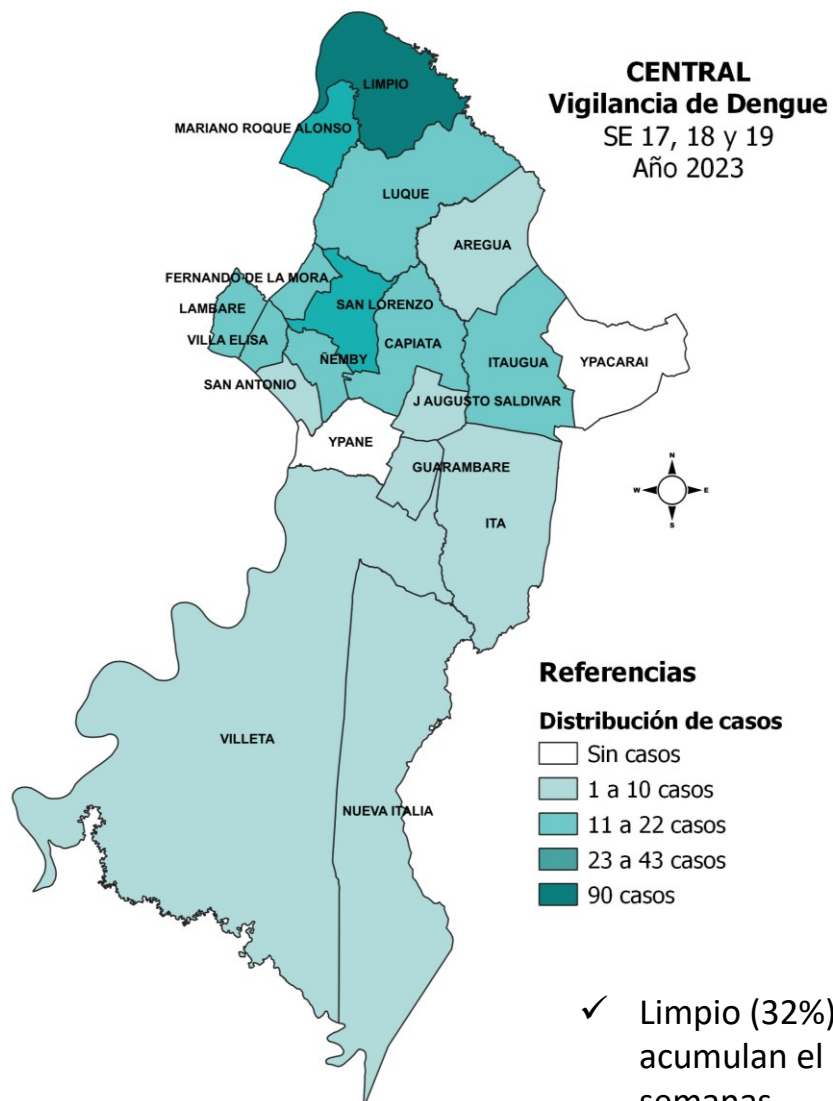 CENTRAL
Vigilancia de Dengue
SE 17, 18 y 19
Año 2023
LIMPIO
MARIANO ROQUE ALONSO
LUQUE
AREGUA
FERNANDO DE LA MORA
SAN LORENZO
LAMBARE
CAPIATA
VILLA ELISA
ÑEMBY
ITAUGUA
YPACARAI
SAN ANTONIO
J AUGUSTO SALDIVAR
YPANE
GUARAMBARE
ITA
N
W
E
S
VILLETA
NUEVA ITALIA
Referencias
Distribución de casos
Sin casos
1 a 10 casos
11 a 22 casos
23 a 43 casos
90 casos
✓ Limpio (32%)
acumulan el
semanas